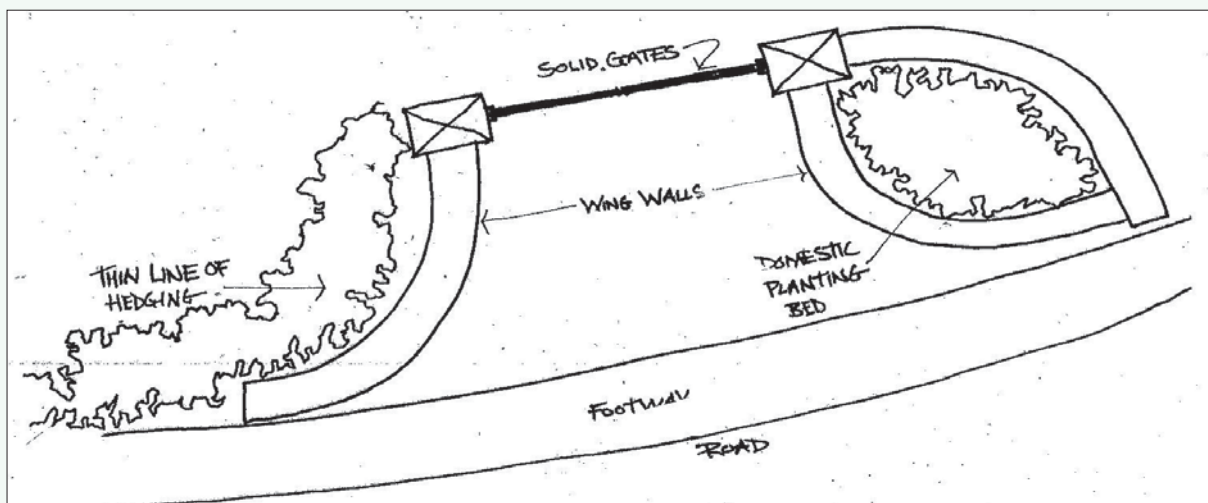 SOLID GATES
WING WALLS
THIN LINE OF
HEDGING
DOMESTIC
PLANTING
BED
FOOTWAY
ROAD